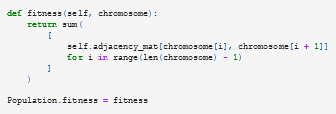 def fitness(self, chromosome):
    return sum(
        [
            self.adjacency_mat[chromosome[i], chromosome[i + 1]]
            for i in range(len(chromosome) - 1)
        ]
    )
Population.fitness = fitness